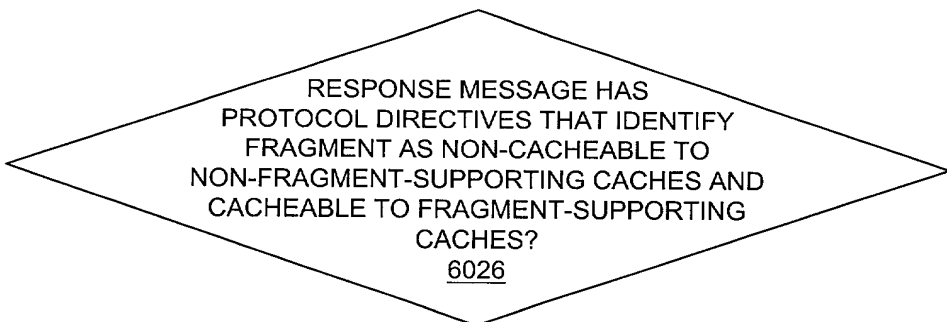 RESPONSE MESSAGE HAS
PROTOCOL DIRECTIVES THAT IDENTIFY
FRAGMENT AS NON-CACHEABLE TO
NON-FRAGMENT-SUPPORTING CACHES AND
CACHEABLE TO FRAGMENT-SUPPORTING
CACHES?
6026